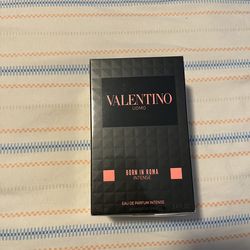 VALENTINO
UOMO
BORN IN ROMA
INTENSE
EAU DE PARFUM INTENSE